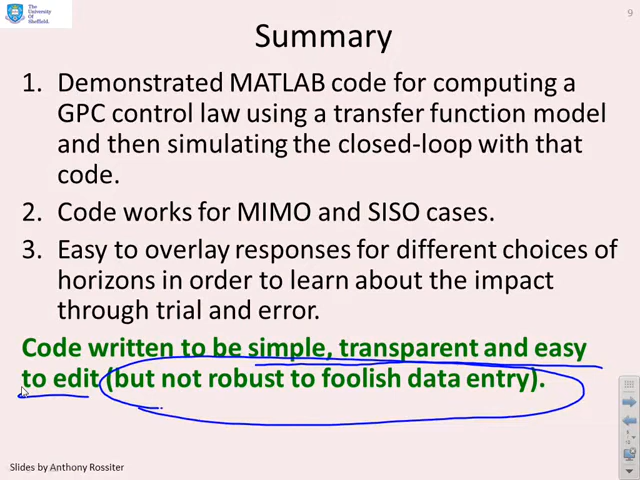 The
University
Of
Sheffield.
9
Summary
1. Demonstrated MATLAB code for computing a
GPC control law using a transfer function model
and then simulating the closed-loop with that
code.
2. Code works for MIMO and SISO cases.
3. Easy to overlay responses for different choices of
horizons in order to learn about the impact
through trial and error.
Code written to be simple, transparent and easy
to edit (but not robust to foolish data entry).
Slides by Anthony Rossiter